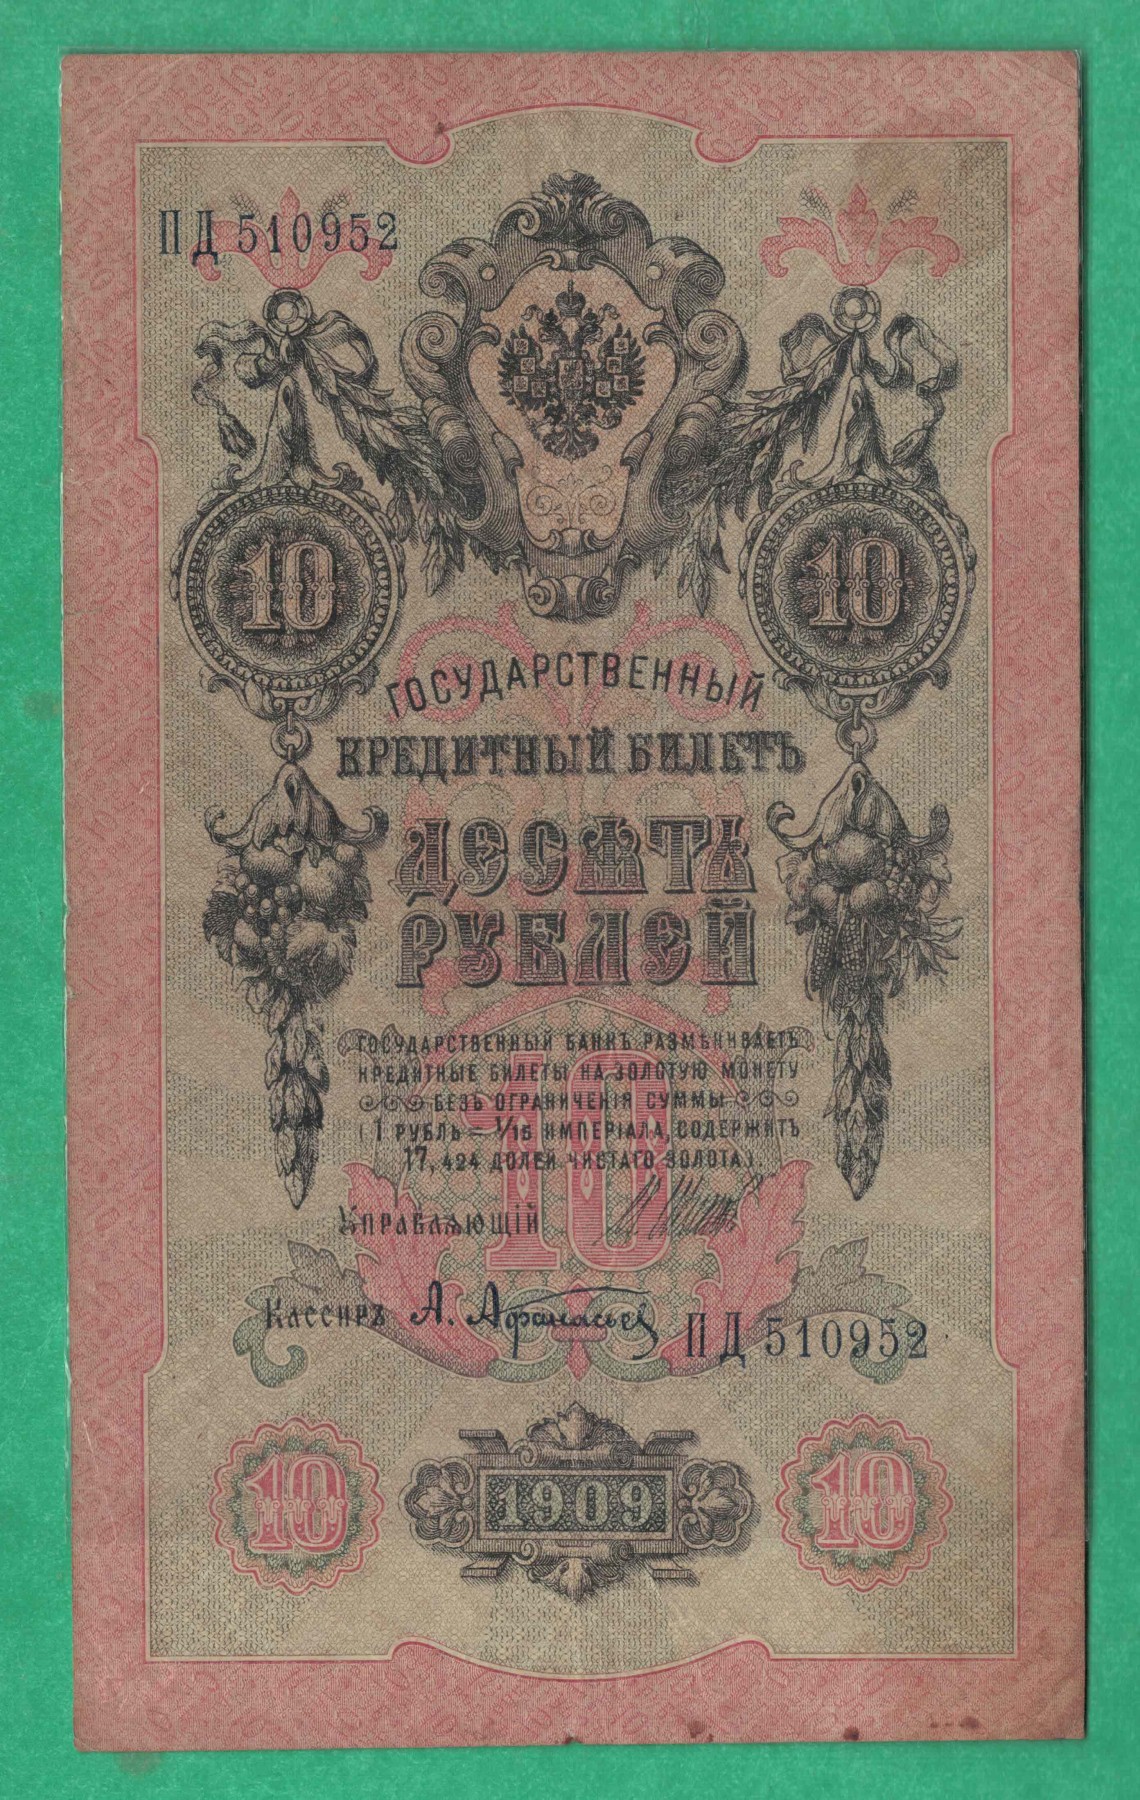 ПД 510952
10 10
ГОСУДАРСТВЕННЫЙ
КРЕДИТНЫЙ БИЛЕТЪ
ДЕСЯТЬ
РУБЛЕЙ
ГОСУДАРСТВЕННЫЙ БАНКЪ РАЗМѢНИВАЕТЪ
КРЕДИТНЫЕ БИЛЕТЫ НА ЗОЛОТУЮ МОНЕТУ
БЕЗЪ ОГРАНИЧЕНІЯ СУММЫ
(1 РУБЛЬ = 1/15 ИМПЕРІАЛА, СОДЕРЖИТЪ
17,424 ДОЛЕЙ ЧИСТАГО ЗОЛОТА).
10
УПРАВЛЯЮЩІЙ
Кассиръ А. Афанасьев
ПД 510952
10 1909 10